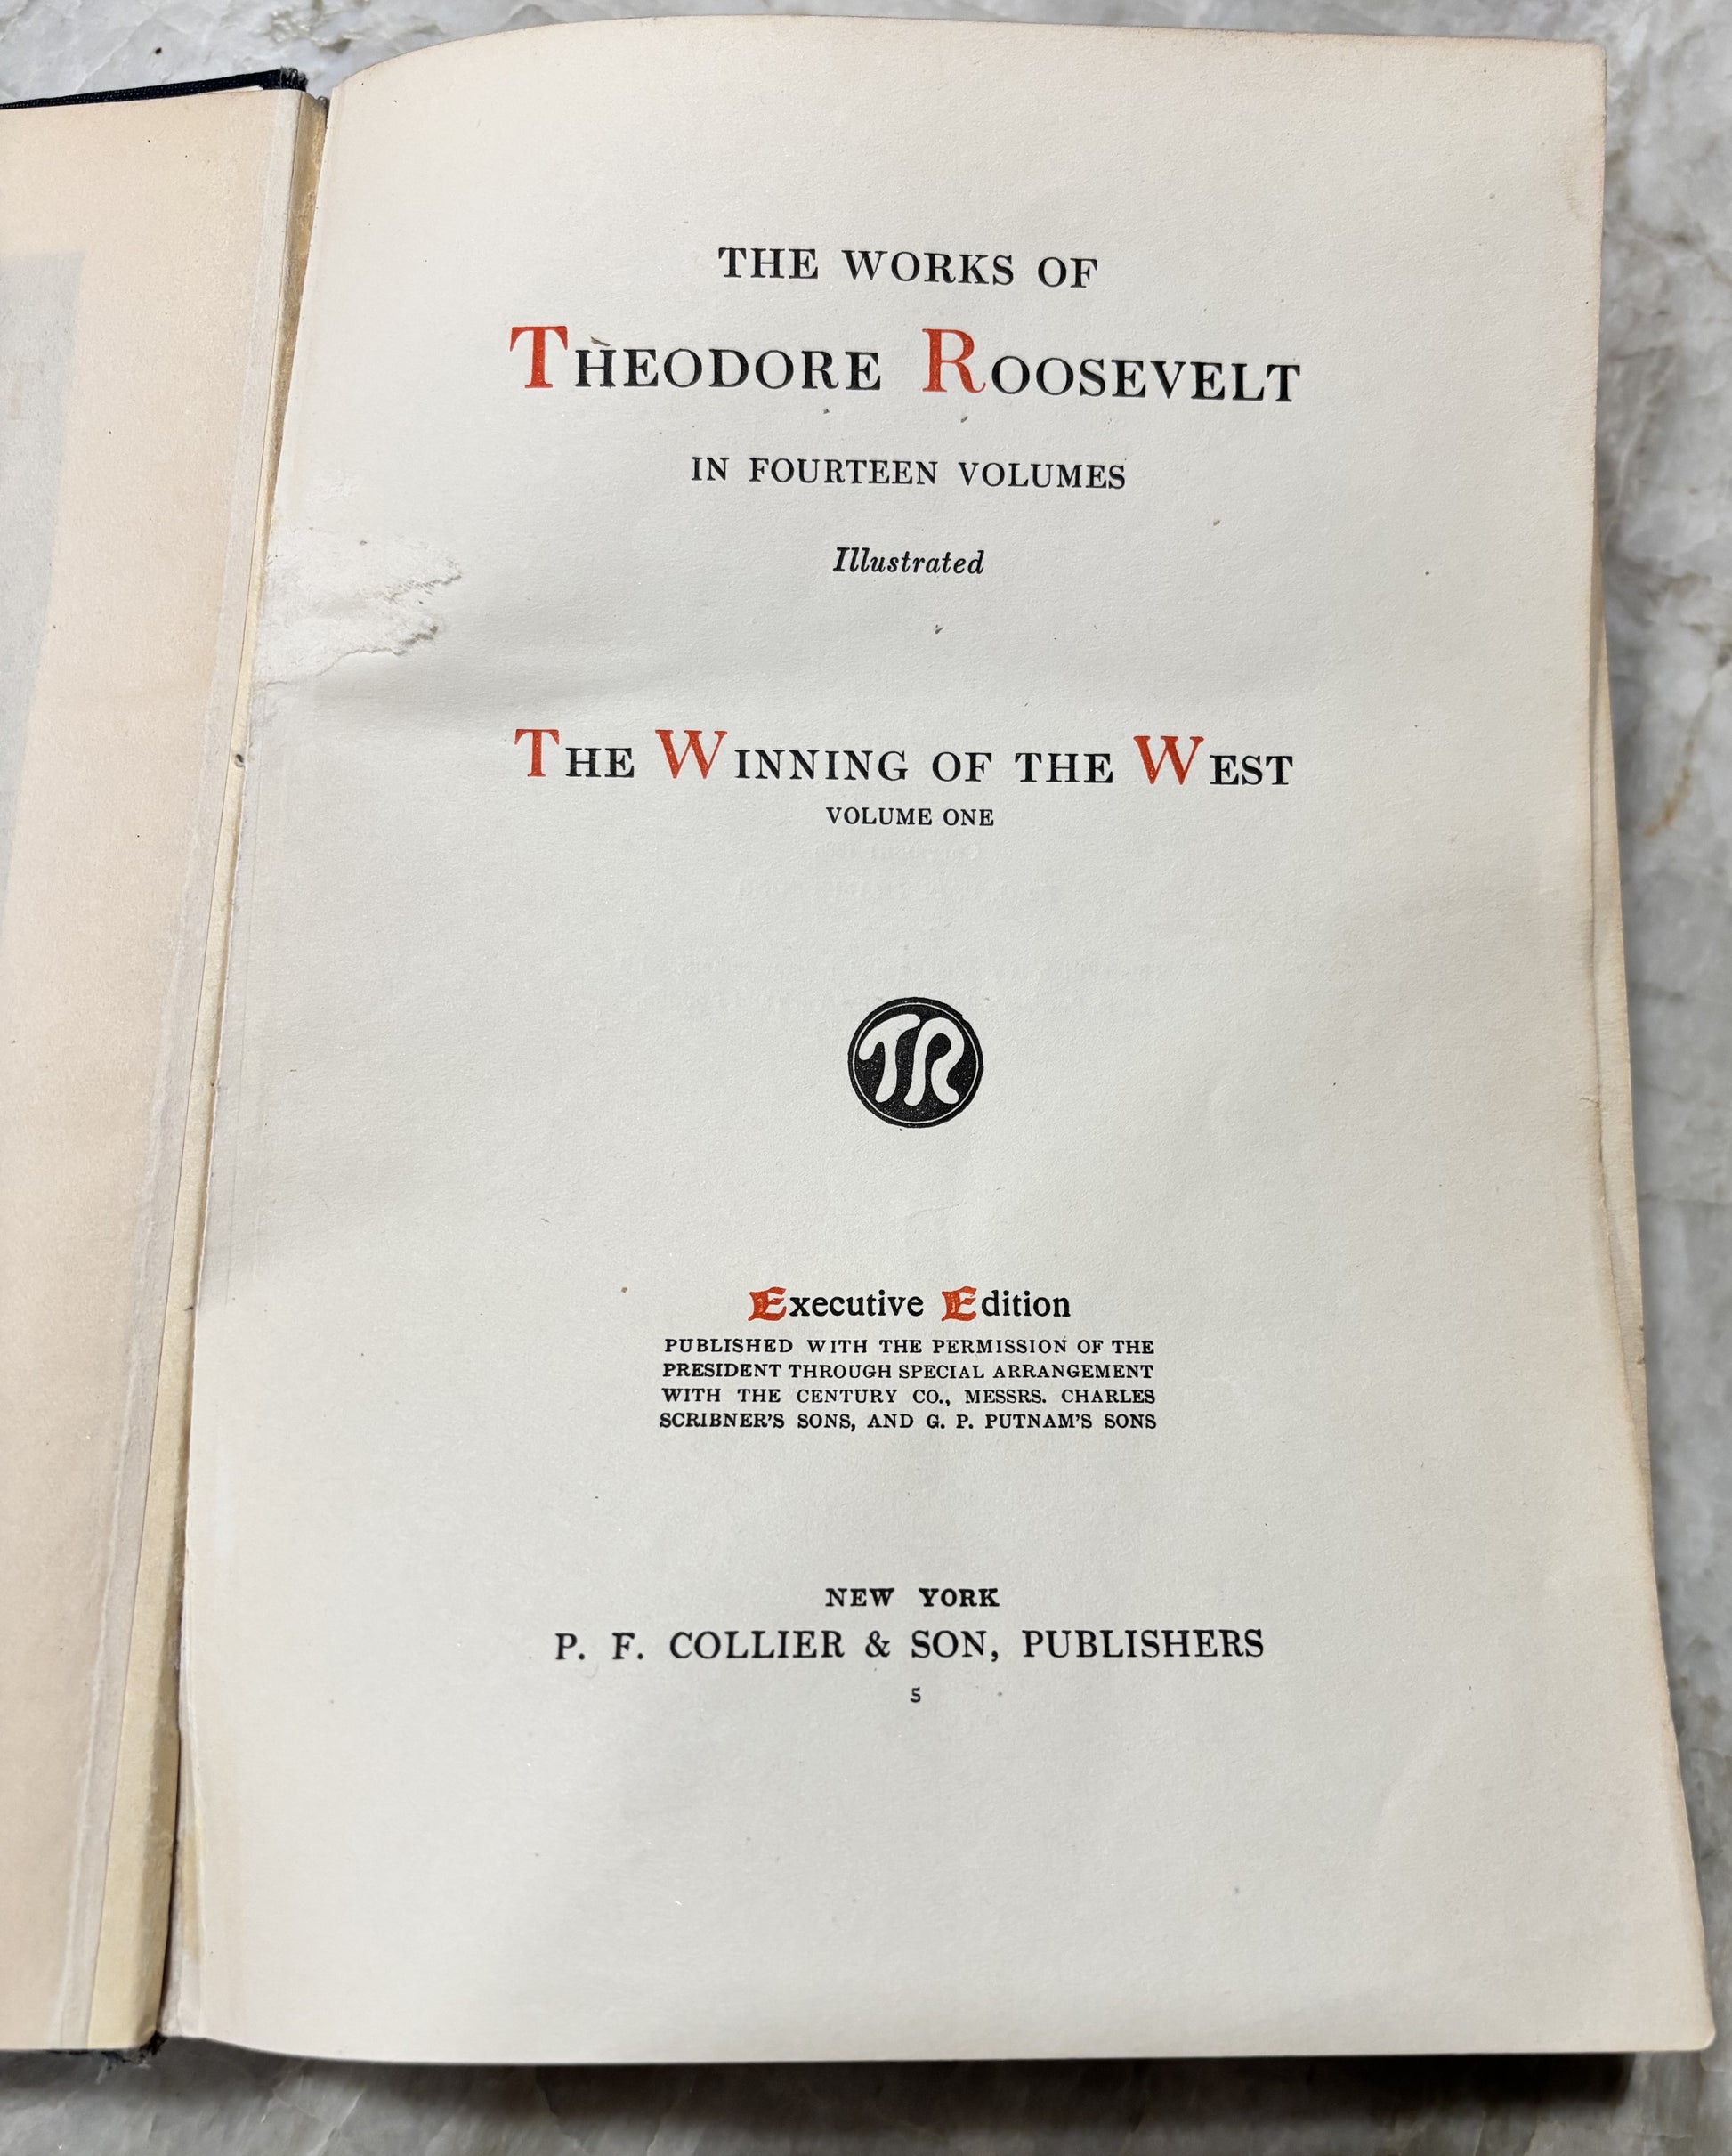 THE WORKS OF
THEODORE ROOSEVELT
IN FOURTEEN VOLUMES
Illustrated
THE WINNING OF THE WEST
VOLUME ONE
TR
Executive Edition
PUBLISHED WITH THE PERMISSION OF THE
PRESIDENT THROUGH SPECIAL ARRANGEMENT
WITH THE CENTURY CO., MESSRS. CHARLES
SCRIBNER'S SONS, AND G. P. PUTNAM'S SONS
NEW YORK
P. F. COLLIER & SON, PUBLISHERS
5